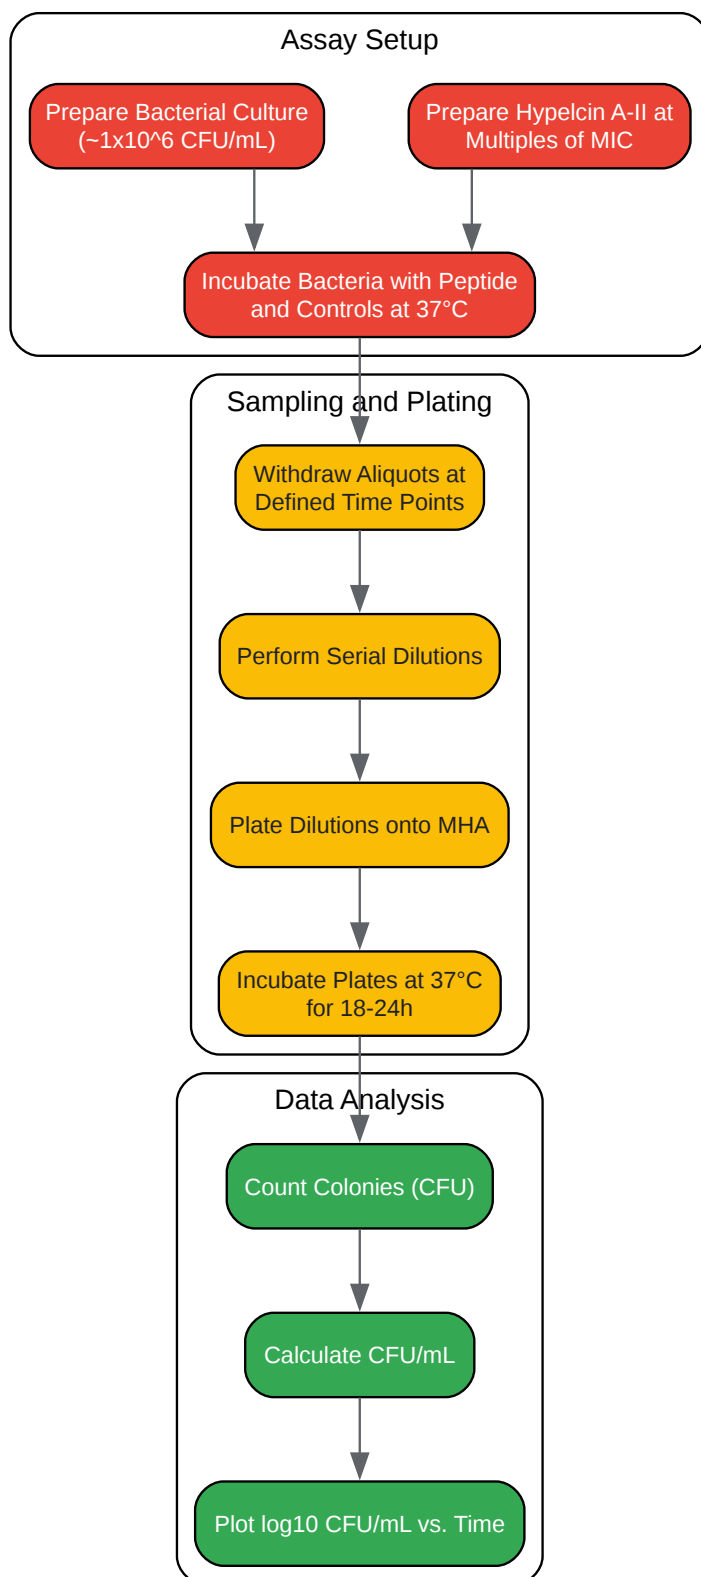 Assay Setup
Prepare Bacterial Culture
(~1x10^6 CFU/mL)
Prepare Hypelcin A-II at
Multiples of MIC
Incubate Bacteria with Peptide
and Controls at 37°C
Sampling and Plating
Withdraw Aliquots at
Defined Time Points
Perform Serial Dilutions
Plate Dilutions onto MHA
Incubate Plates at 37°C
for 18-24h
Data Analysis
Count Colonies (CFU)
Calculate CFU/mL
Plot log10 CFU/mL vs. Time